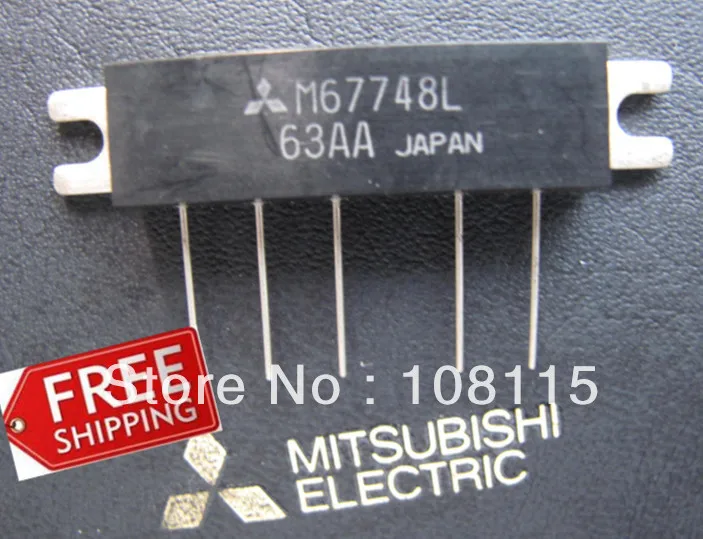 M67748L
63AA JAPAN
FREE
SHIPPING
Store No : 108115
MITSUBISHI
ELECTRIC